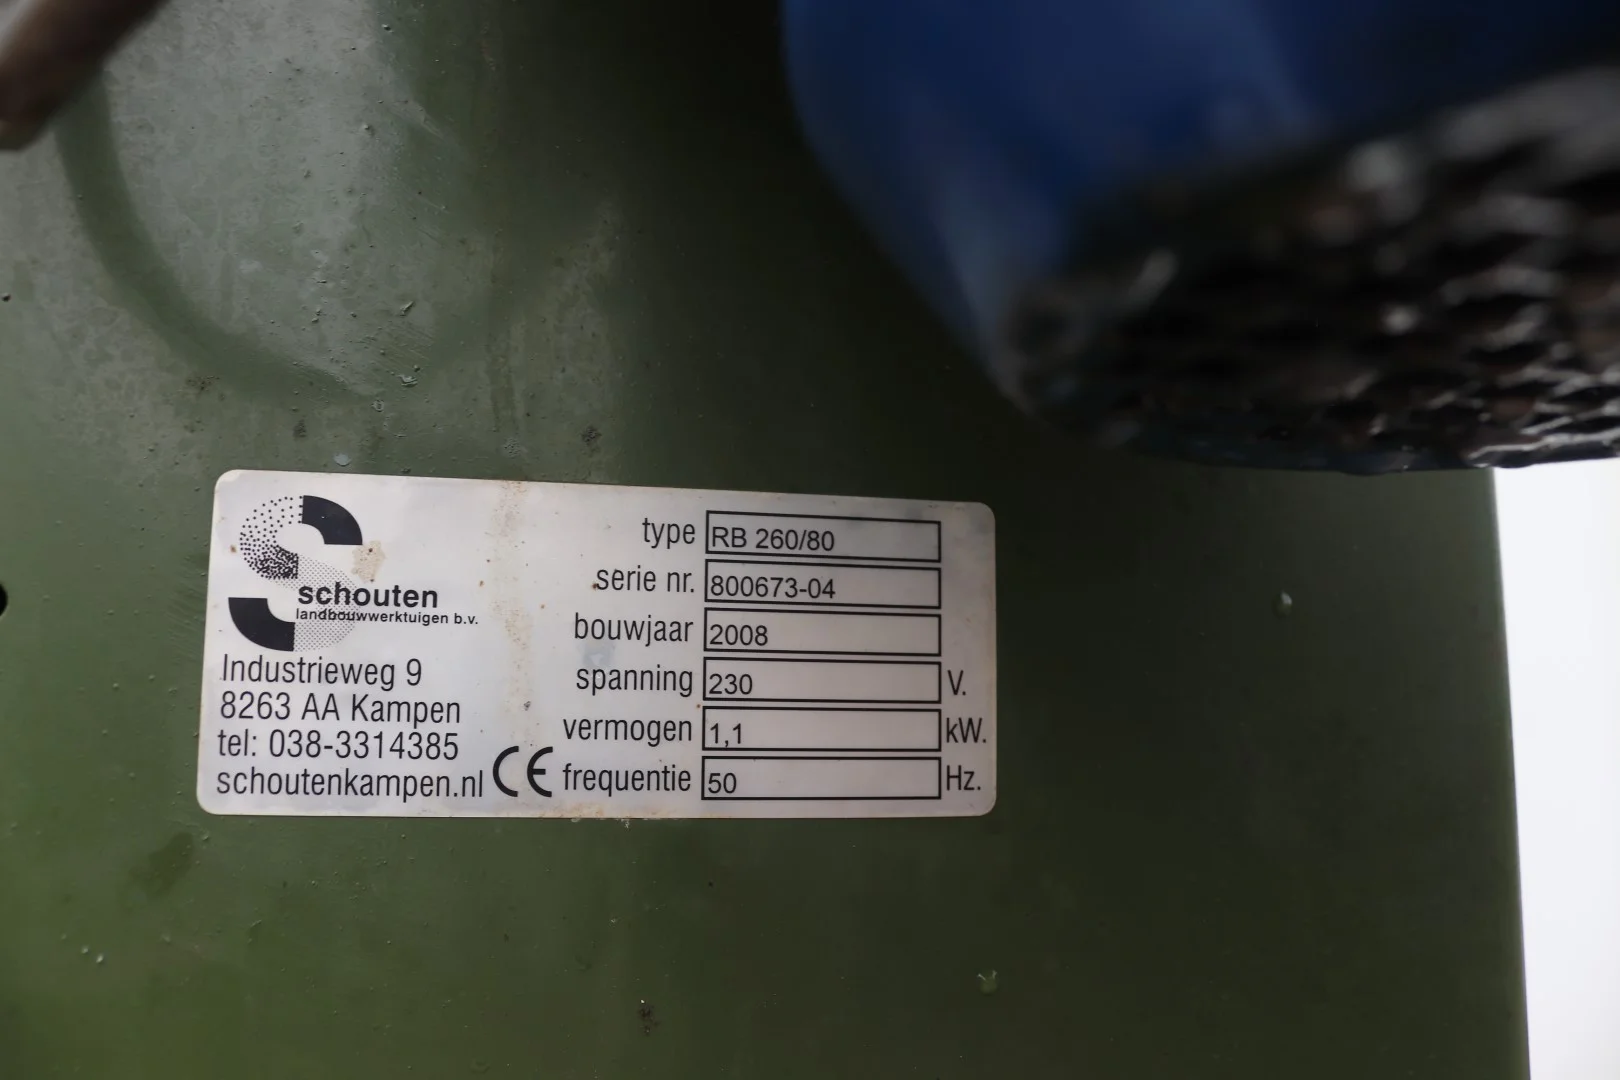 schouten
landbouwwerktuigen b.v.
Industrieweg 9
8263 AA Kampen
tel: 038-3314385
schoutenkampen.nl
CE
type RB 260/80
serie nr. 800673-04
bouwjaar 2008
spanning 230 V.
vermogen 1,1 kW.
frequentie 50 Hz.